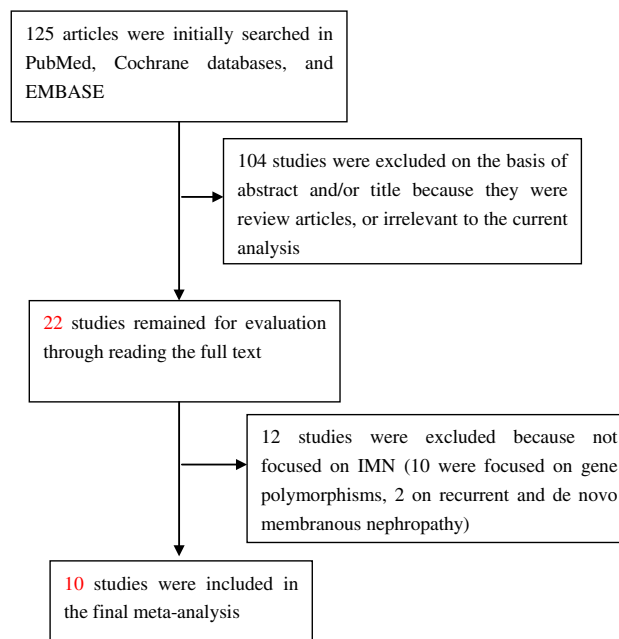 125 articles were initially searched in
PubMed, Cochrane databases, and
EMBASE
104 studies were excluded on the basis of
abstract and/or title because they were
review articles, or irrelevant to the current
analysis
22 studies remained for evaluation
through reading the full text
12 studies were excluded because not
focused on IMN (10 were focused on gene
polymorphisms, 2 on recurrent and de novo
membranous nephropathy)
10 studies were included in
the final meta-analysis